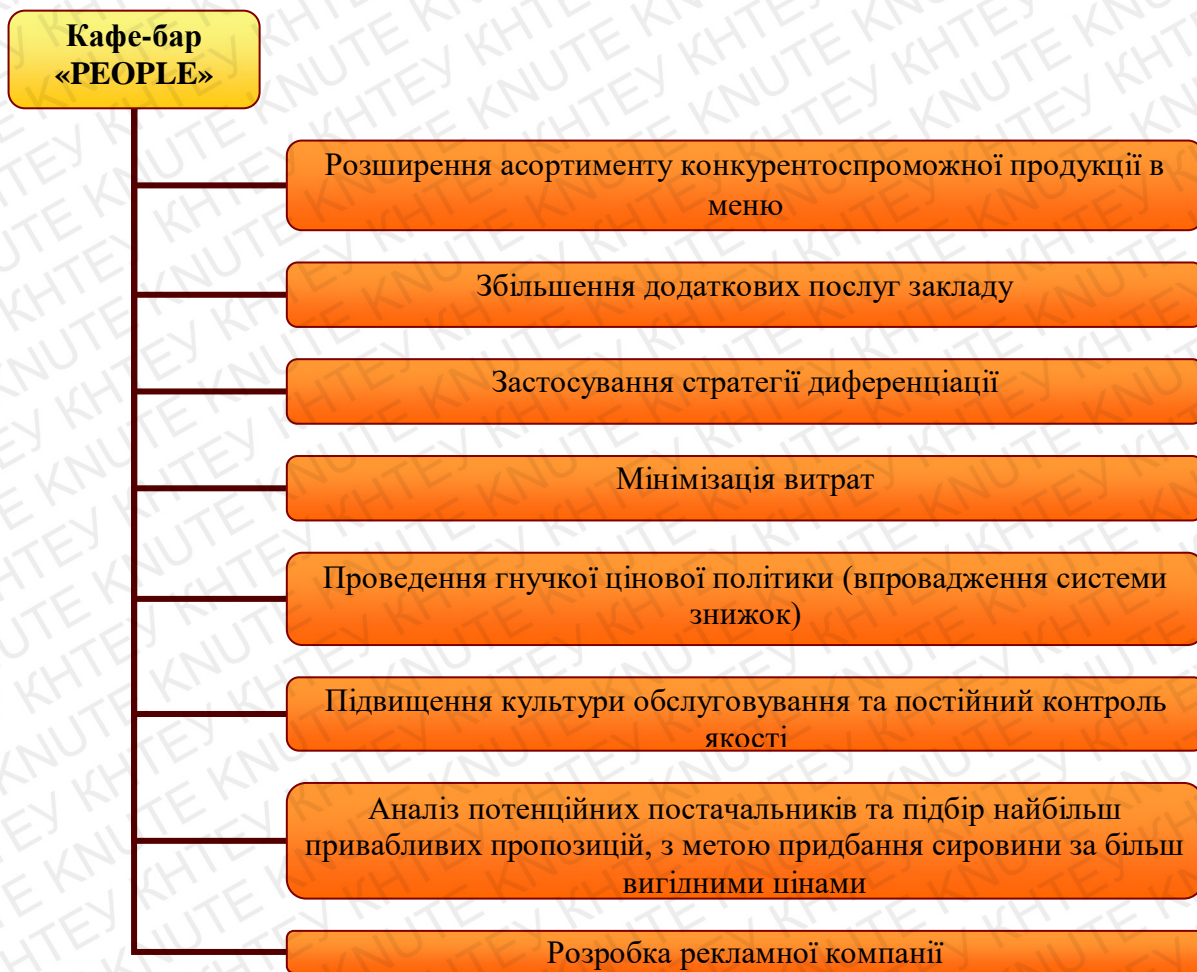 Кафе-бар
«PEOPLE»
Розширення асортименту конкурентоспроможної продукції в
меню
Збільшення додаткових послуг закладу
Застосування стратегії диференціації
Мінімізація витрат
Проведення гнучкої цінової політики (впровадження системи
знижок)
Підвищення культури обслуговування та постійний контроль
якості
Аналіз потенційних постачальників та підбір найбільш
привабливих пропозицій, з метою придбання сировини за більш
вигідними цінами
Розробка рекламної компанії